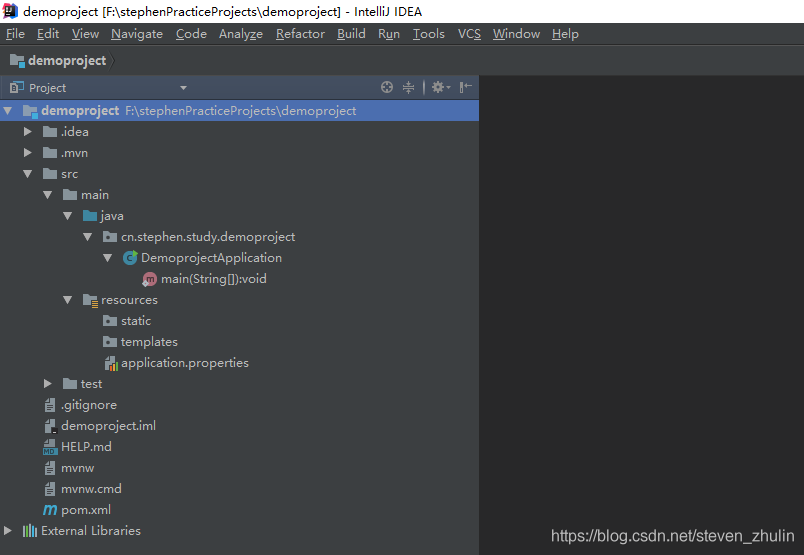 demoproject [F:\stephenPracticeProjects\demoproject] - IntelliJ IDEA
File Edit View Navigate Code Analyze Refactor Build Run Tools VCS Window Help
demoproject
Project
demoproject F:\stephenPracticeProjects\demoproject
.idea
.mvn
src
main
java
cn.stephen.study.demoproject
DemoprojectApplication
main(String[]):void
resources
static
templates
application.properties
test
.gitignore
demoproject.iml
HELP.md
mvnw
mvnw.cmd
pom.xml
External Libraries
https://blog.csdn.net/steven_zhulin